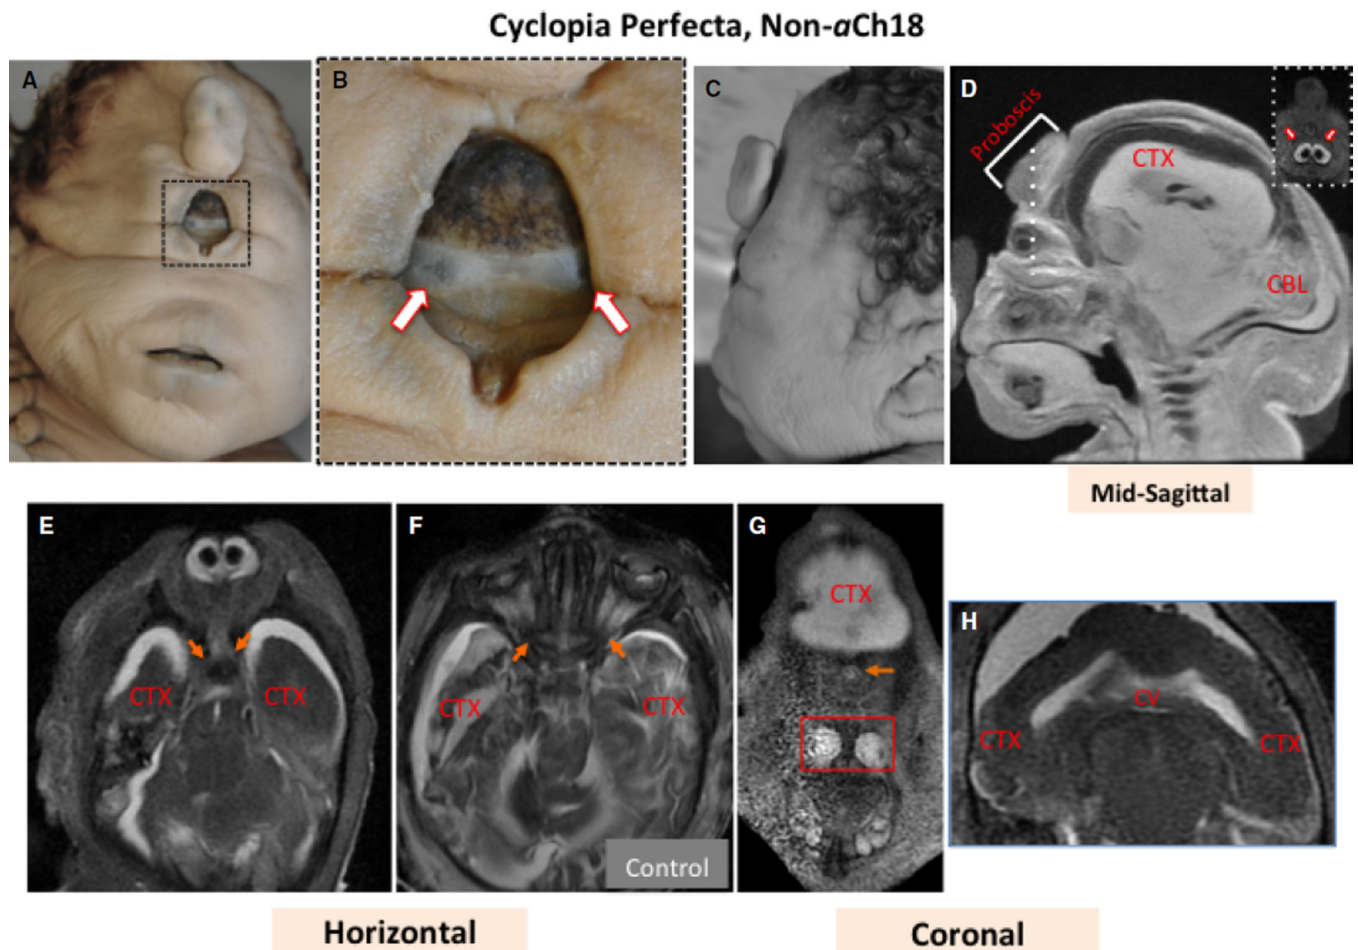 Cyclopia Perfecta, Non-aCh18
A
B
C
D
Proboscis
CTX
CBL
Mid-Sagittal
E
CTX
CTX
F
CTX
CTX
Control
G
CTX
H
CV
CTX
CTX
Horizontal
Coronal